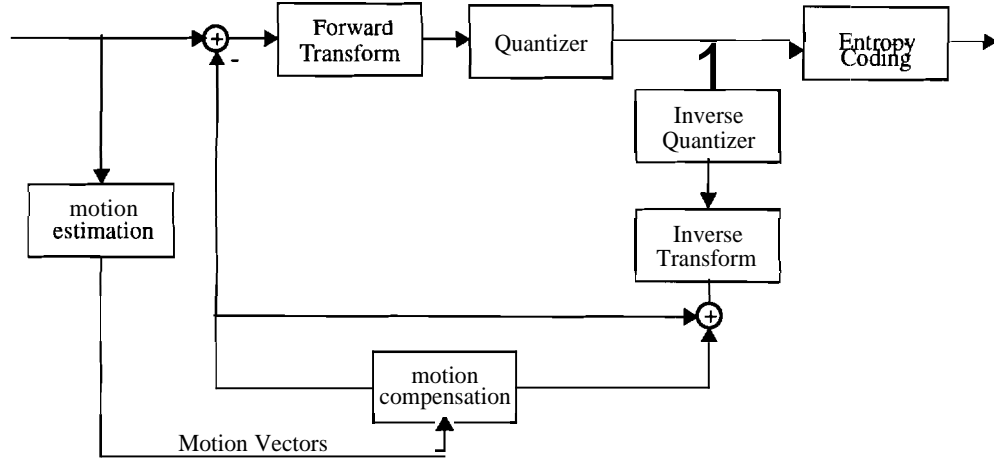 Forward
Transform
Quantizer
Entropy
Coding
Inverse
Quantizer
motion
estimation
Inverse
Transform
motion
compensation
Motion Vectors